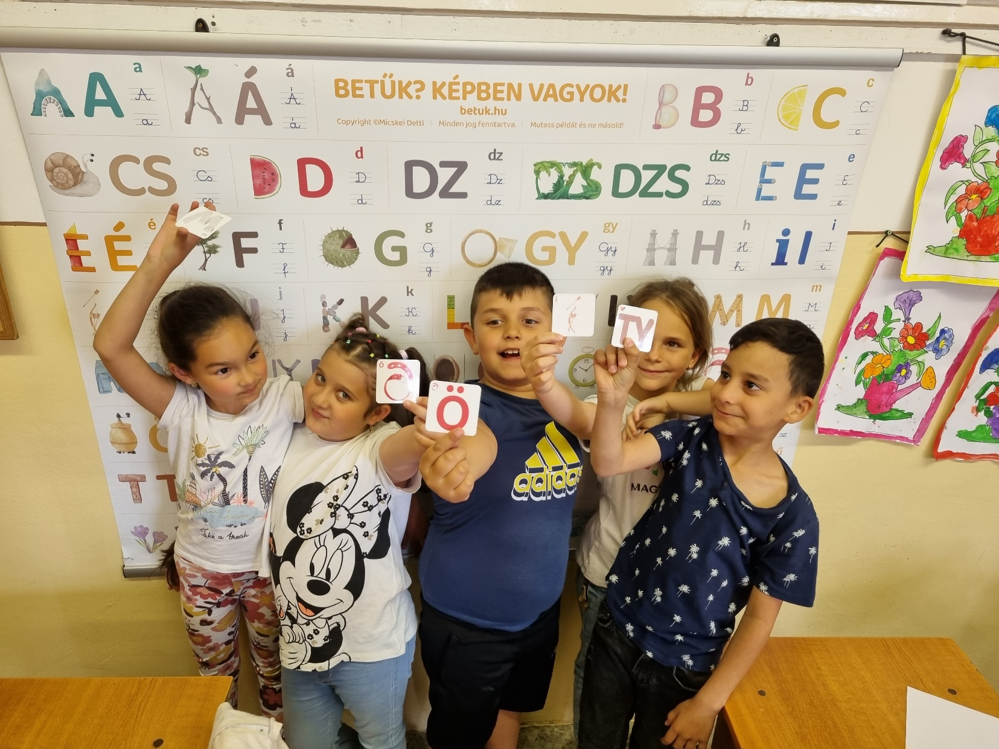 A a
A
a
Á á
Á
á
BETŰK? KÉPBEN VAGYOK!
betuk.hu
Copyright ©Micskei Detti | Minden jog fenntartva. | Mutass példát és ne másold!
B b
B
b
C c
C
c
CS cs
Cs
cs
D d
D
d
DZ dz
Dz
dz
DZS dzs
Dzs
dzs
E e
E
e
É é
F f
F
f
G g
G
g
GY gy
Gy
gy
H h
H
h
i I i
I
i
j
J
j
K k
K
k
M m
M
TY
Ö
Ö
T
adidas
MAG
Take a break